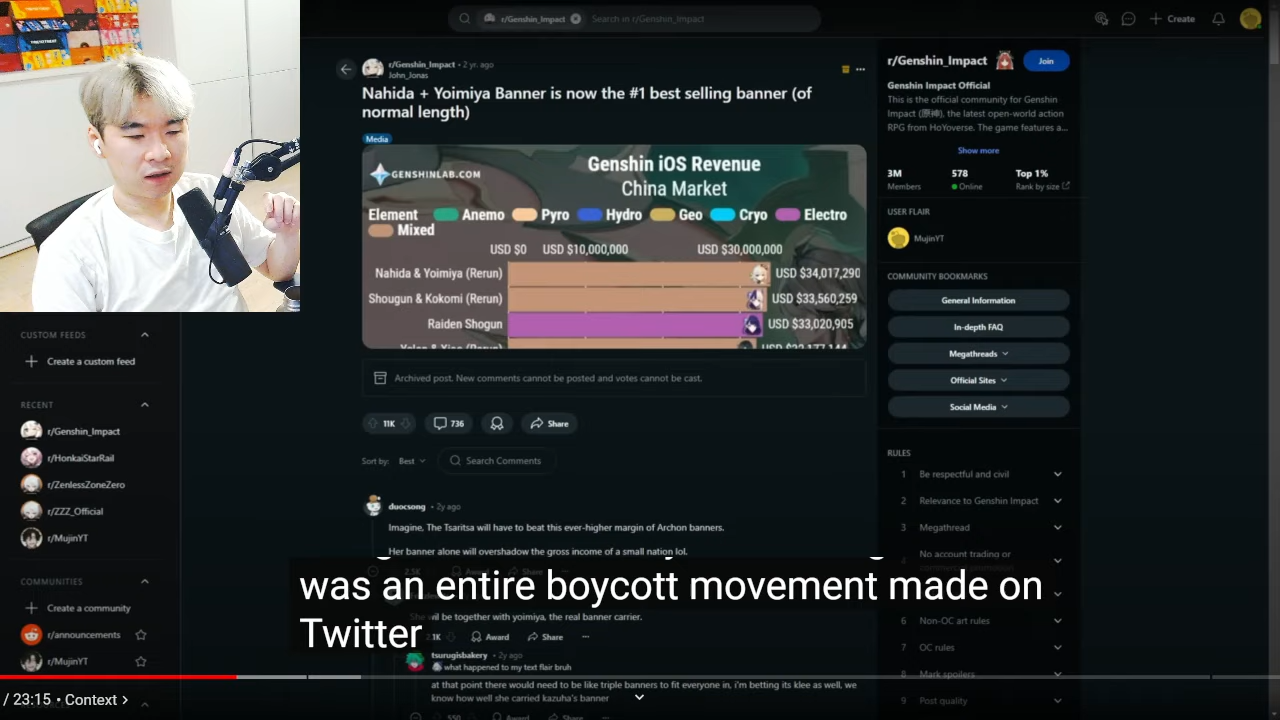 r/Genshin_Impact
Search in r/Genshin_Impact
Create
r/Genshin_Impact • 2 yr. ago
John_Jonas
Nahida + Yoimiya Banner is now the #1 best selling banner (of
normal length)
Media
GENSHINLAB.COM
Genshin iOS Revenue
China Market
Element
Anemo
Pyro
Hydro
Geo
Cryo
Electro
Mixed
USD $0
USD $10,000,000
USD $30,000,000
Nahida & Yoimiya (Rerun)
USD $34,017,290
Shougun & Kokomi (Rerun)
USD $33,560,259
Raiden Shogun
USD $33,020,905
Archived post. New comments cannot be posted and votes cannot be cast.
11K
736
Share
Sort by: Best
Search Comments
duocsong • 2y ago
Imagine, The Tsaritsa will have to beat this ever-higher margin of Archon banners.
Her banner alone will overshadow the gross income of a small nation lol.
was an entire boycott movement made on
Twitter
will be together with yoimiya, the real banner carrier.
Award
Share
tsurugisbakery • 2y ago
what happened to my text flair bruh
at that point there would need to be like triple banners to fit everyone in, i'm betting its klee as well, we
know how well she carried kazuha's banner
550
Award
Share
CUSTOM FEEDS
Create a custom feed
RECENT
r/Genshin_Impact
r/HonkaiStarRail
r/ZenlessZoneZero
r/ZZZ_Official
r/MujinYT
COMMUNITIES
Create a community
r/announcements
r/MujinYT
r/Genshin_Impact
Join
Genshin Impact Official
This is the official community for Genshin
Impact (原神), the latest open-world action
RPG from HoYoverse. The game features a...
Show more
3M
Members
578
Online
Top 1%
Rank by size
USER FLAIR
MujinYT
COMMUNITY BOOKMARKS
General Information
In-depth FAQ
Megathreads
Official Sites
Social Media
RULES
1 Be respectful and civil
2 Relevance to Genshin Impact
3 Megathread
No account trading or
6 Non-OC art rules
7 OC rules
8 Mark spoilers
9 Post quality
/ 23:15 • Context